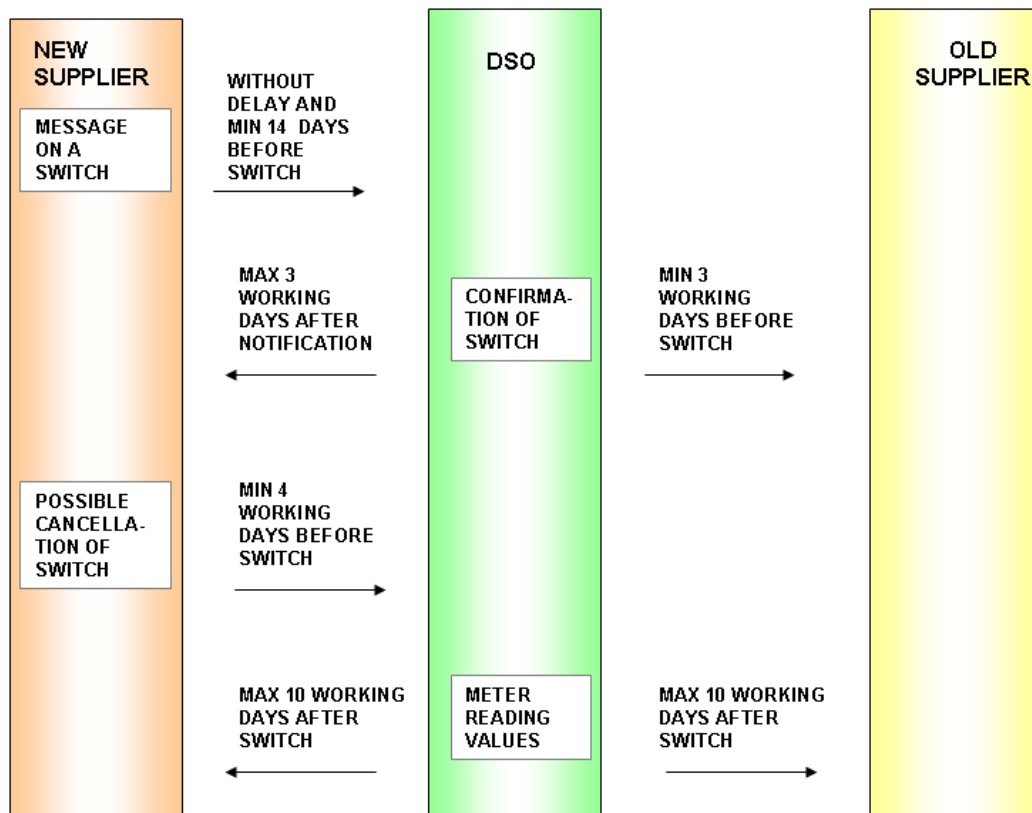 NEW
SUPPLIER
DSO
OLD
SUPPLIER
MESSAGE
ON A
SWITCH
WITHOUT
DELAY AND
MIN 14 DAYS
BEFORE
SWITCH
MAX 3
WORKING
DAYS AFTER
NOTIFICATION
CONFIRMA-
TION OF
SWITCH
MIN 3
WORKING
DAYS BEFORE
SWITCH
POSSIBLE
CANCELLA-
TION OF
SWITCH
MIN 4
WORKING
DAYS BEFORE
SWITCH
MAX 10 WORKING
DAYS AFTER
SWITCH
METER
READING
VALUES
MAX 10 WORKING
DAYS AFTER
SWITCH